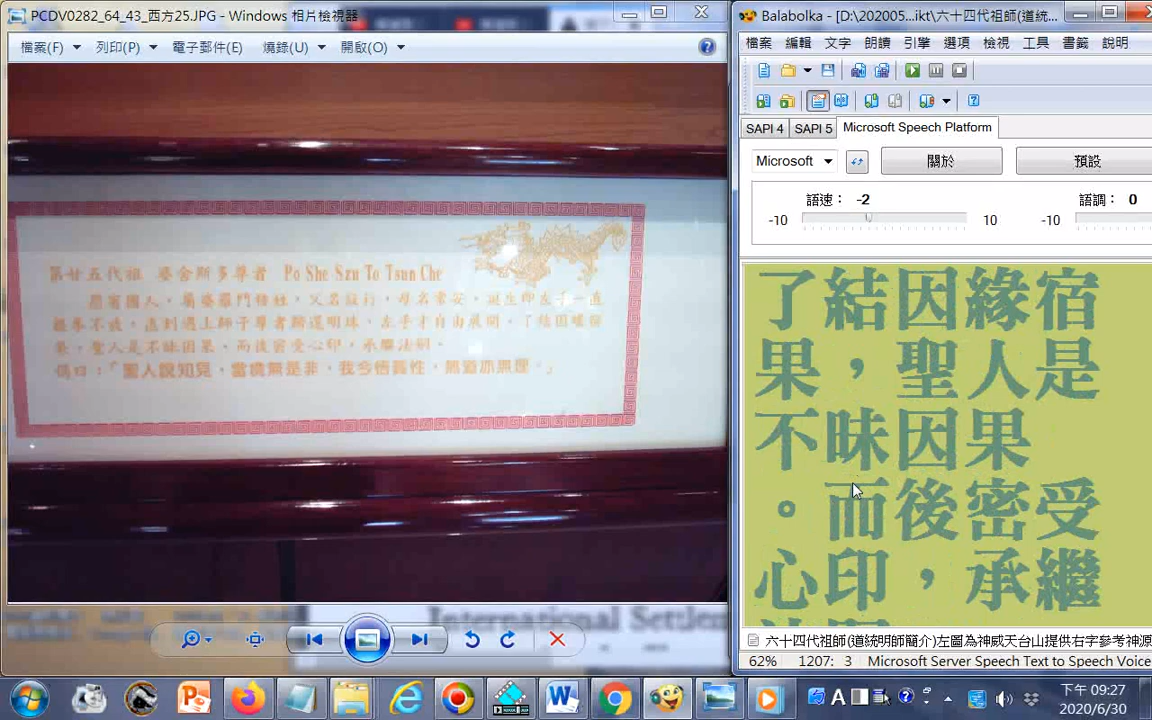 PCDV0282_64_43_西方25.JPG - Windows 相片檢視器
檔案(F) 列印(P) 電子郵件(E) 燒錄(U) 開啟(O)
第廿五代祖 婆舍斯多尊者 Po She Szu To Tsun Che
罽賓國人，屬婆羅門種姓，父名寂行，母名常安。誕生即左手一直
握拳不放，直到遇上師子尊者歸還明珠，左手才自由展開，了結因緣宿
果，聖人是不昧因果。而後密受心印，承繼法網。
偈曰：「聖人說知見，當境無是非，我今悟真性，無道亦無理。」
International Settlem
Balabolka - [D:\202005...ikt\六十四代祖師(道統...
檔案 編輯 文字 朗讀 引擎 選項 檢視 工具 書籤 說明
SAPI 4 SAPI 5 Microsoft Speech Platform
Microsoft 關於 預設
語速： -2 語調： 0
-10 10 -10
了結因緣宿
果，聖人是
不昧因果
。而後密受
心印，承繼
六十四代祖師(道統明師簡介)左圖為神威天台山提供右字參考神源
62% 1207: 3 Microsoft Server Speech Text to Speech Voice
下午 09:27
2020/6/30